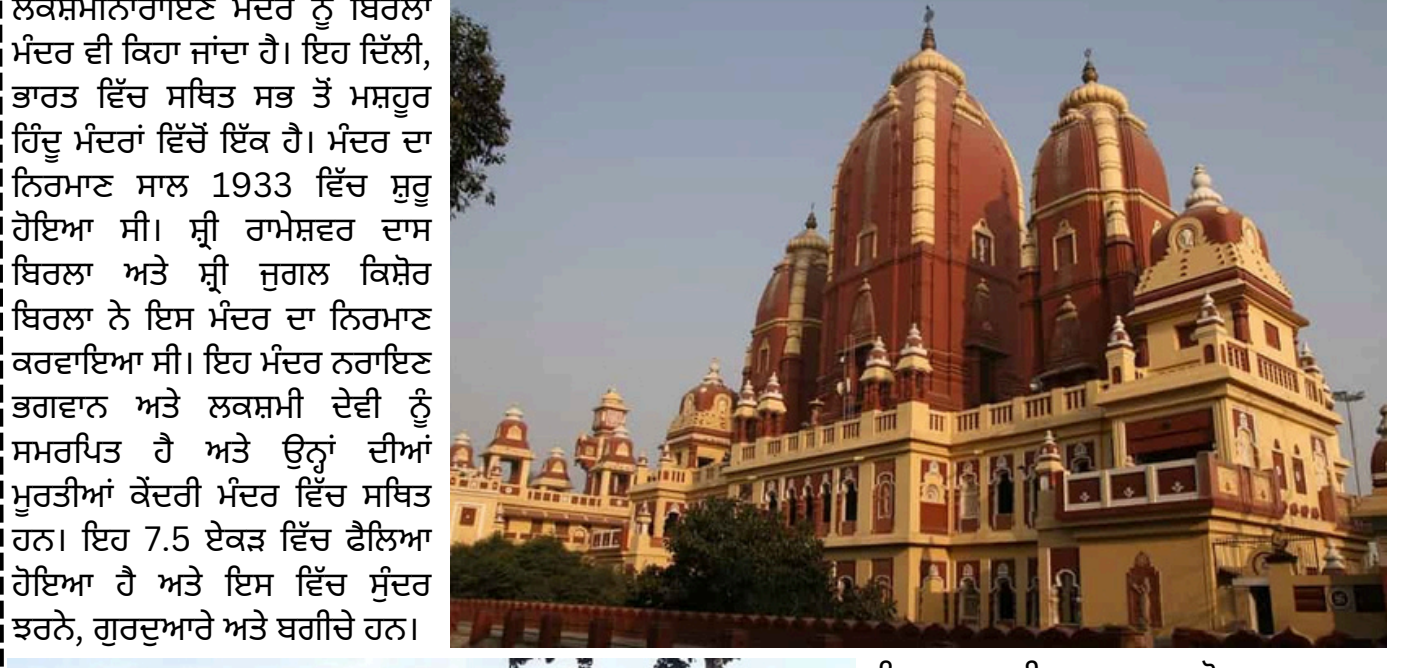 ਲਕਸ਼ਮੀਨਾਰਾਇਣ ਮੰਦਰ ਨੂੰ ਬਿਰਲਾ
ਮੰਦਰ ਵੀ ਕਿਹਾ ਜਾਂਦਾ ਹੈ। ਇਹ ਦਿੱਲੀ,
ਭਾਰਤ ਵਿੱਚ ਸਥਿਤ ਸਭ ਤੋਂ ਮਸ਼ਹੂਰ
ਹਿੰਦੂ ਮੰਦਰਾਂ ਵਿੱਚੋਂ ਇੱਕ ਹੈ। ਮੰਦਰ ਦਾ
ਨਿਰਮਾਣ ਸਾਲ 1933 ਵਿੱਚ ਸ਼ੁਰੂ
ਹੋਇਆ ਸੀ। ਸ਼੍ਰੀ ਰਾਮੇਸ਼ਵਰ ਦਾਸ
ਬਿਰਲਾ ਅਤੇ ਸ਼੍ਰੀ ਜੁਗਲ ਕਿਸ਼ੋਰ
ਬਿਰਲਾ ਨੇ ਇਸ ਮੰਦਰ ਦਾ ਨਿਰਮਾਣ
ਕਰਵਾਇਆ ਸੀ। ਇਹ ਮੰਦਰ ਨਰਾਇਣ
ਭਗਵਾਨ ਅਤੇ ਲਕਸ਼ਮੀ ਦੇਵੀ ਨੂੰ
ਸਮਰਪਿਤ ਹੈ ਅਤੇ ਉਨ੍ਹਾਂ ਦੀਆਂ
ਮੂਰਤੀਆਂ ਕੇਂਦਰੀ ਮੰਦਰ ਵਿੱਚ ਸਥਿਤ
ਹਨ। ਇਹ 7.5 ਏਕੜ ਵਿੱਚ ਫੈਲਿਆ
ਹੋਇਆ ਹੈ ਅਤੇ ਇਸ ਵਿੱਚ ਸੁੰਦਰ
ਝਰਨੇ, ਗੁਰਦੁਆਰੇ ਅਤੇ ਬਗੀਚੇ ਹਨ।